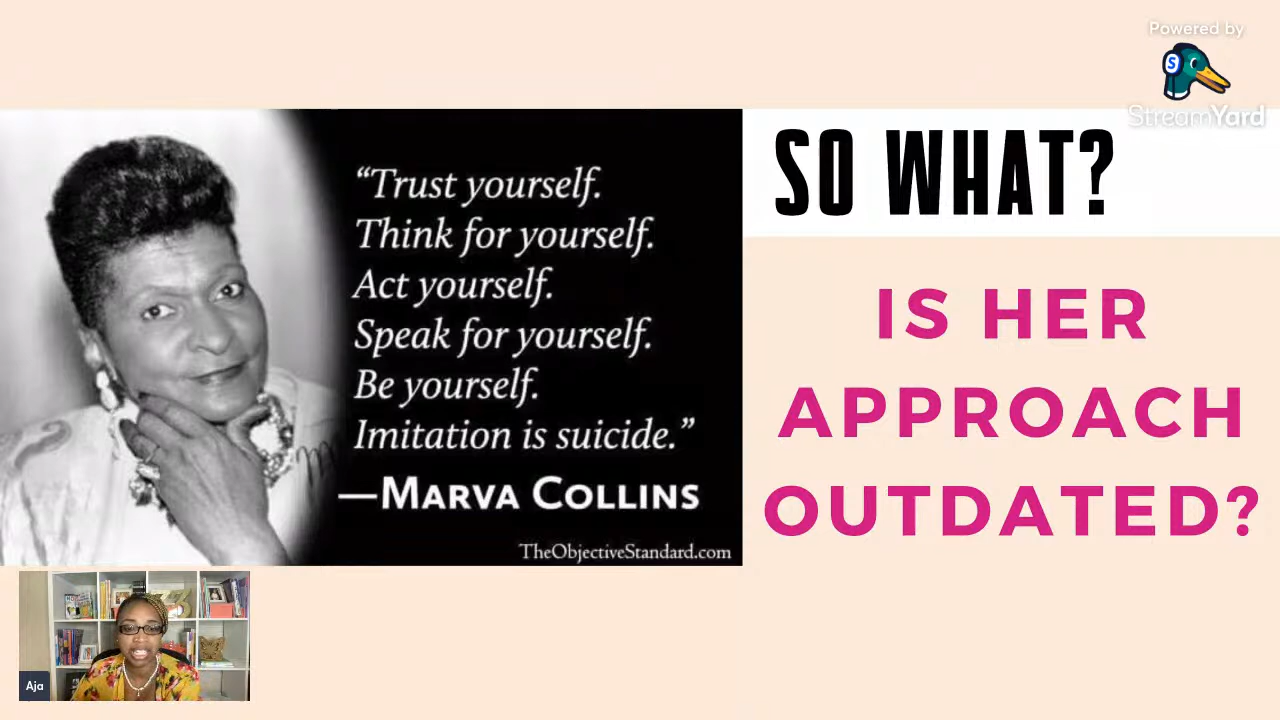 Powered by
StreamYard
“Trust yourself.
Think for yourself.
Act yourself.
Speak for yourself.
Be yourself.
Imitation is suicide.”
—MARVA COLLINS
TheObjectiveStandard.com
SO WHAT?
IS HER
APPROACH
OUTDATED?
S
Aja